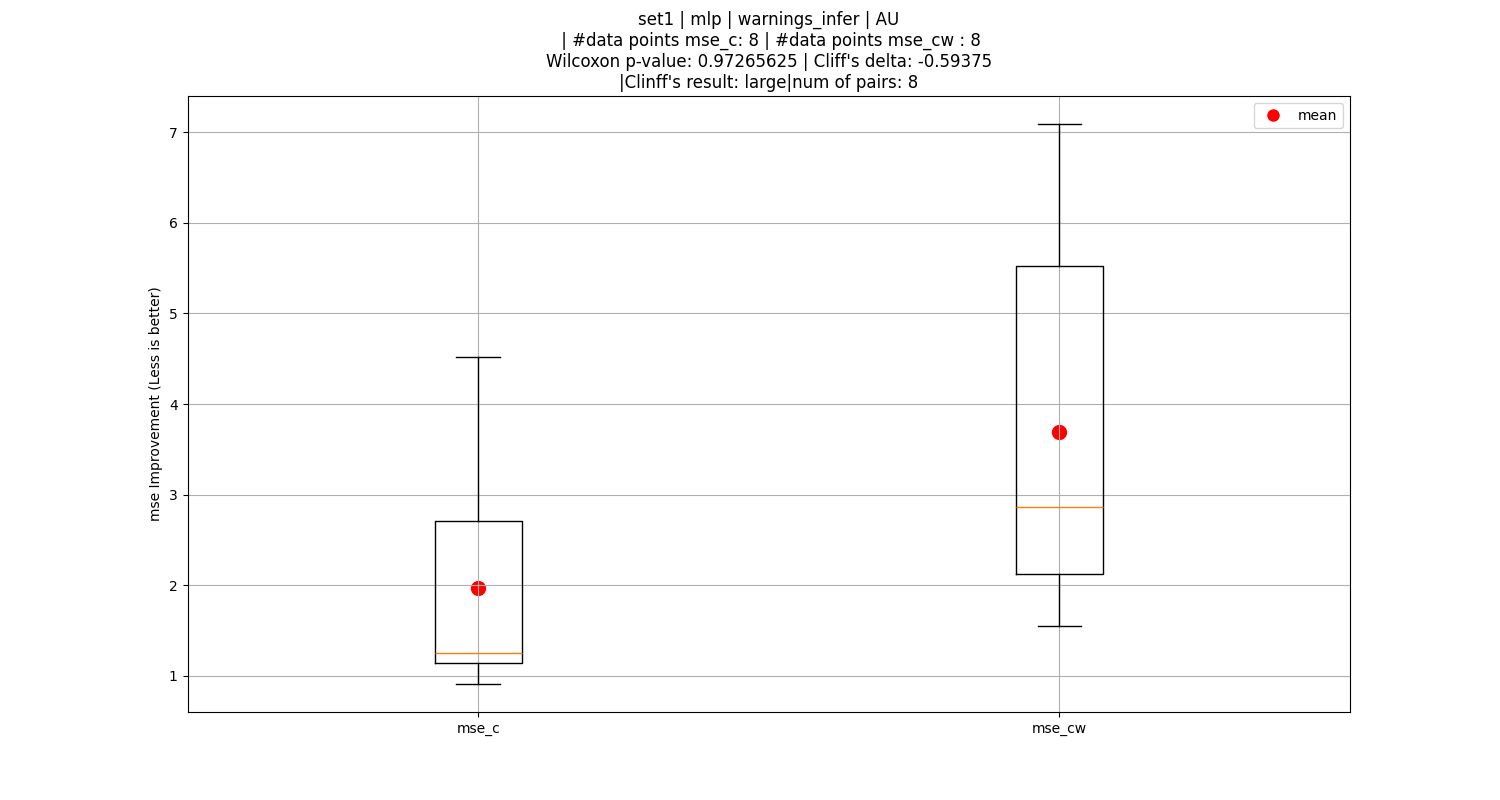 set1 | mlp | warnings_infer | AU
| #data points mse_c: 8 | #data points mse_cw : 8
Wilcoxon p-value: 0.97265625 | Cliff's delta: -0.59375
|Clinff's result: large|num of pairs: 8
mean
mse Improvement (Less is better)
7
6
5
4
3
2
1
mse_c
mse_cw